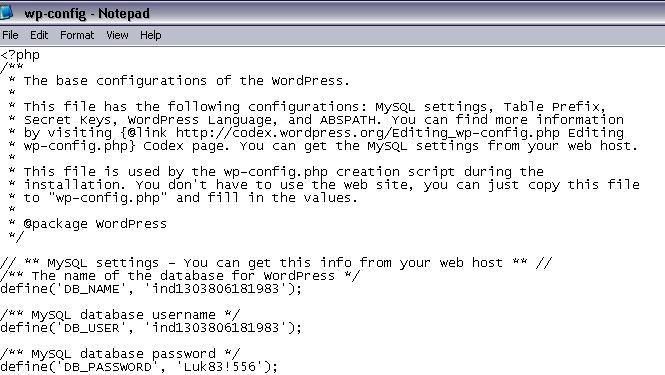 wp-config - Notepad
File Edit Format View Help
<?php
/**
 * The base configurations of the WordPress.
 *
 * This file has the following configurations: MySQL settings, Table Prefix,
 * Secret Keys, WordPress Language, and ABSPATH. You can find more information
 * by visiting {@link http://codex.wordpress.org/Editing_wp-config.php Editing
 * wp-config.php} Codex page. You can get the MySQL settings from your web host.
 *
 * This file is used by the wp-config.php creation script during the
 * installation. You don't have to use the web site, you can just copy this file
 * to "wp-config.php" and fill in the values.
 *
 * @package WordPress
 */

// ** MySQL settings - You can get this info from your web host ** //
/** The name of the database for WordPress */
define('DB_NAME', 'ind1303806181983');

/** MySQL database username */
define('DB_USER', 'ind1303806181983');

/** MySQL database password */
define('DB_PASSWORD', 'Luk83!556');